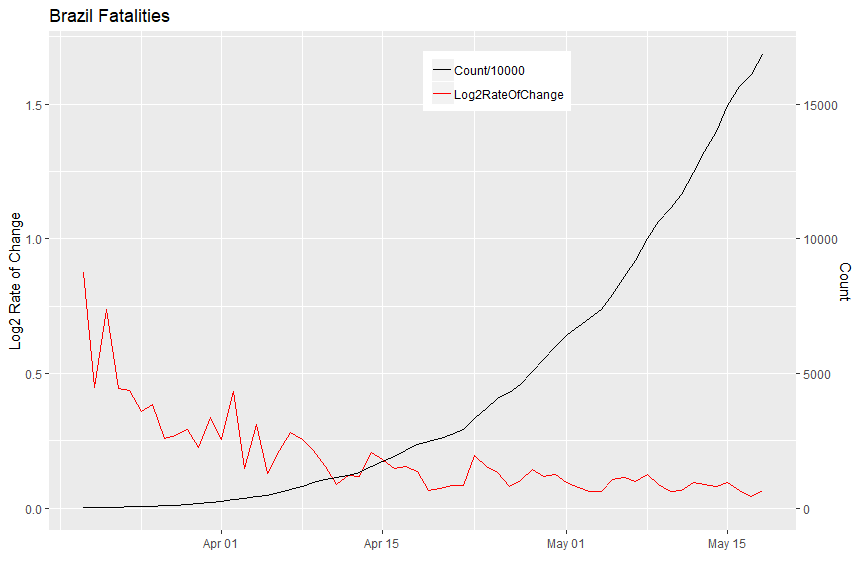 Brazil Fatalities
Count/10000
Log2RateOfChange
1.5
1.0
0.5
0.0
Log2 Rate of Change
15000
10000
5000
0
Count
Apr 01
Apr 15
May 01
May 15